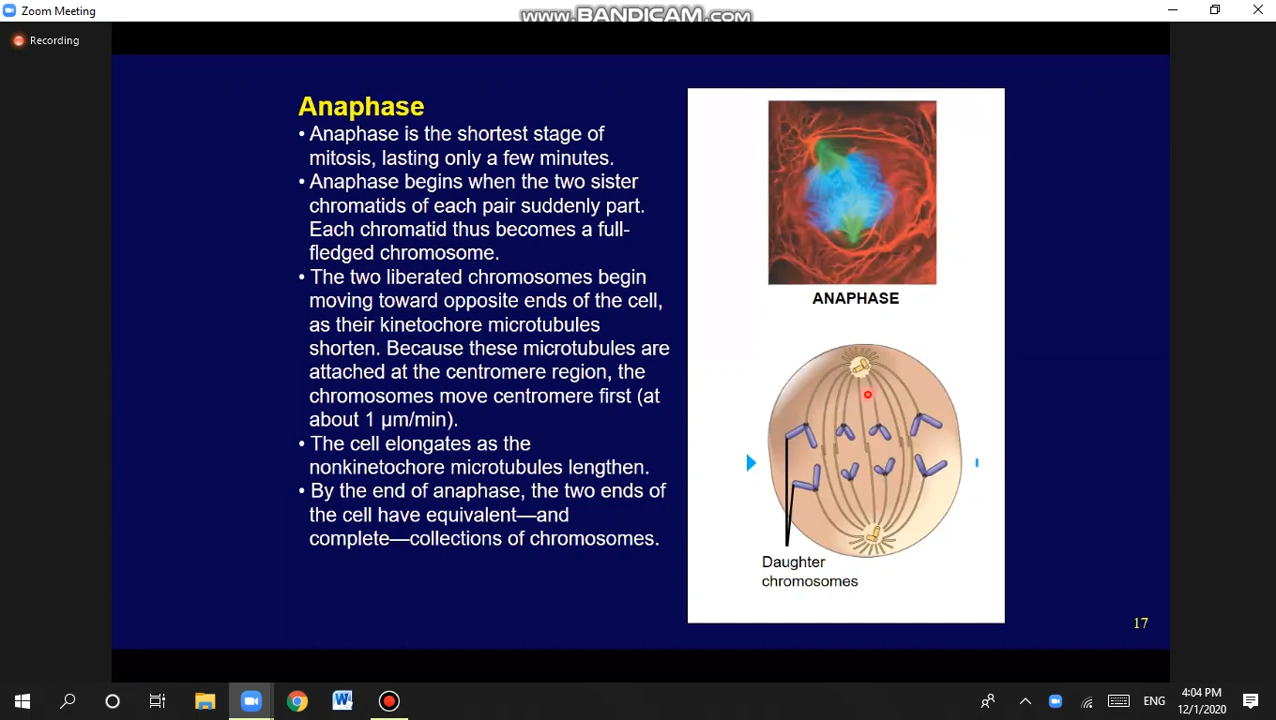 Zoom Meeting
www.BANDICAM.com
Recording
Anaphase
• Anaphase is the shortest stage of
mitosis, lasting only a few minutes.
• Anaphase begins when the two sister
chromatids of each pair suddenly part.
Each chromatid thus becomes a full-
fledged chromosome.
• The two liberated chromosomes begin
moving toward opposite ends of the cell,
as their kinetochore microtubules
shorten. Because these microtubules are
attached at the centromere region, the
chromosomes move centromere first (at
about 1 µm/min).
• The cell elongates as the
nonkinetochore microtubules lengthen.
• By the end of anaphase, the two ends of
the cell have equivalent—and
complete—collections of chromosomes.
ANAPHASE
Daughter
chromosomes
17
ENG
4:04 PM
12/1/2020